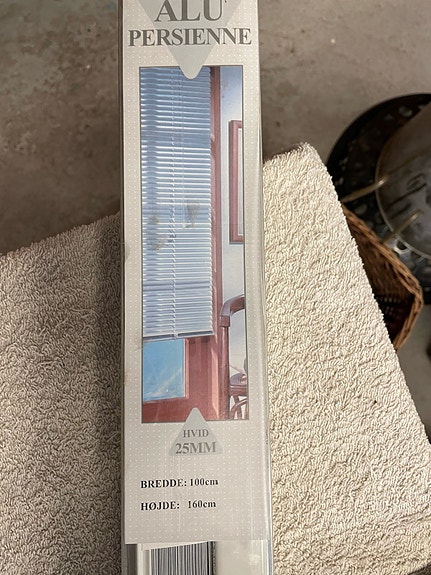 ALU
PERSIENNE
HVID
25MM
BREDDE: 100cm
HØJDE: 160cm